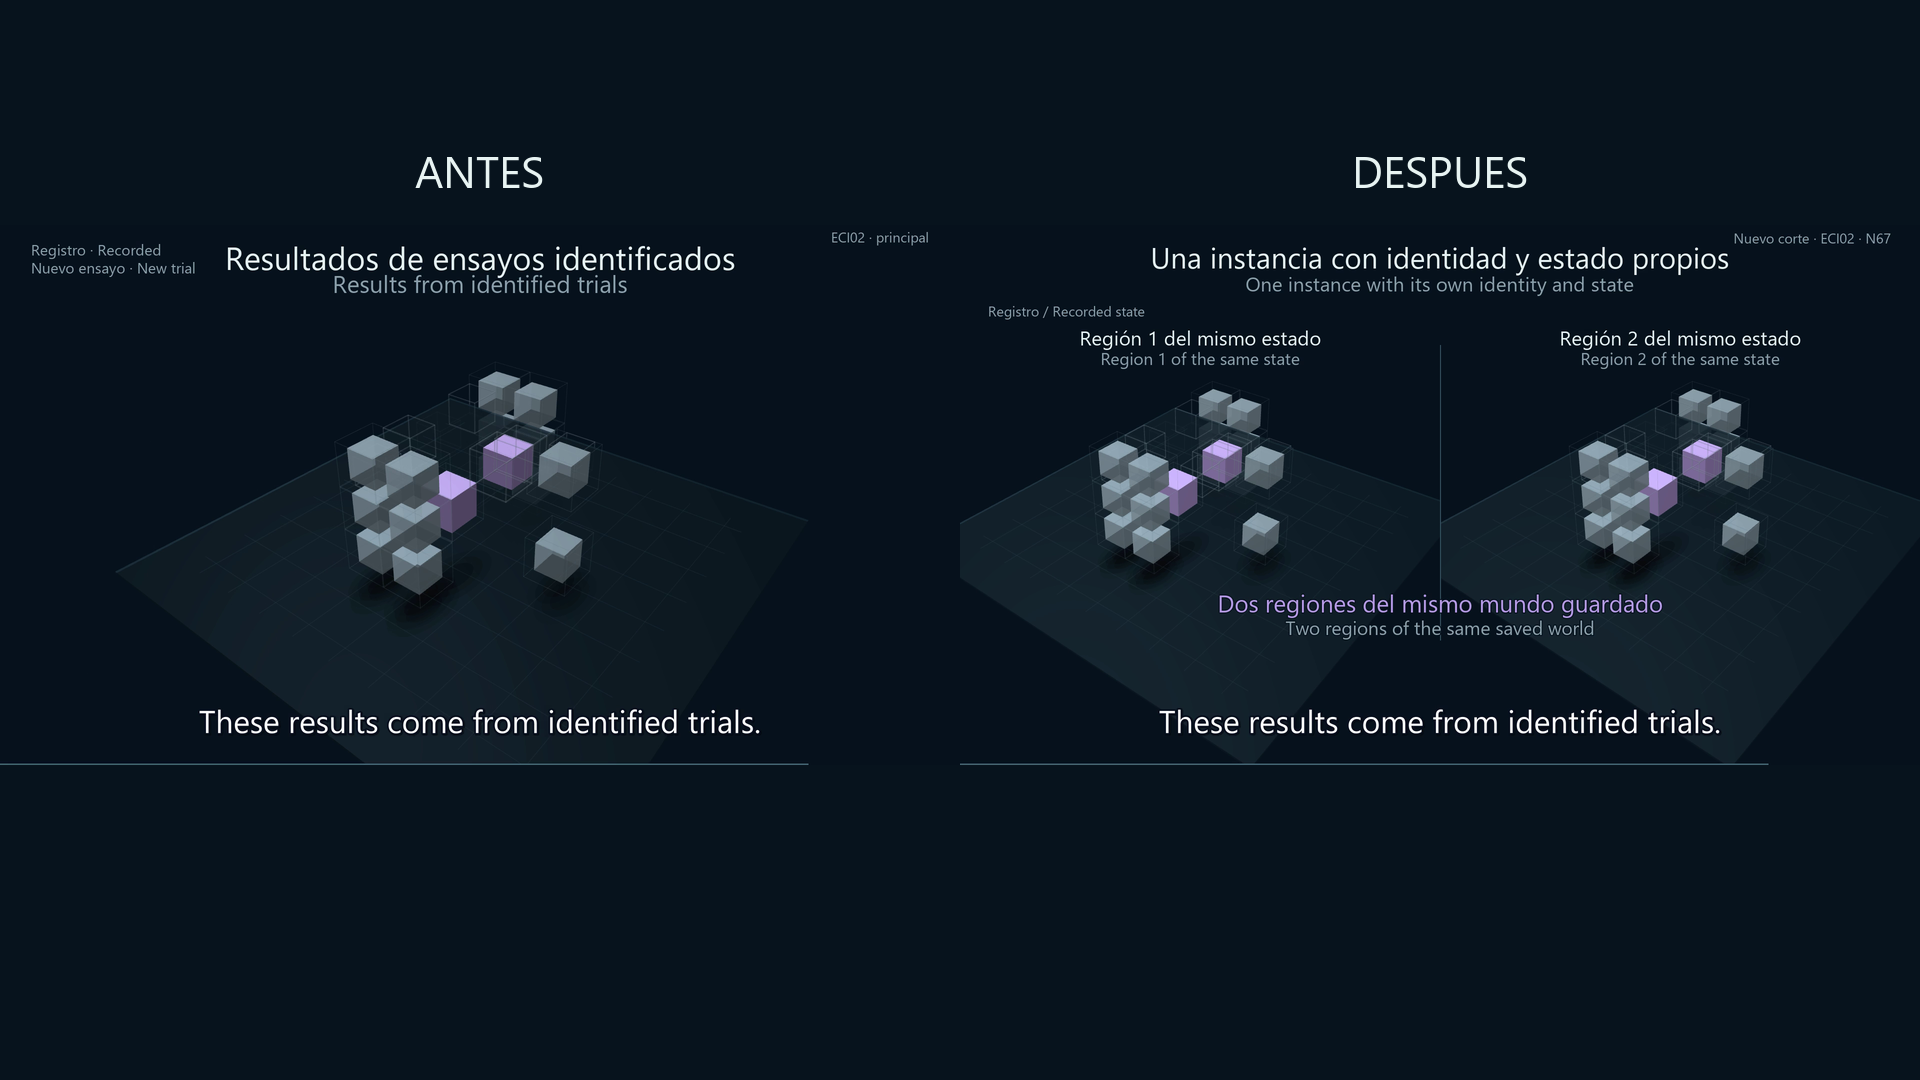 ANTES
Registro · Recorded
Nuevo ensayo · New trial
ECI02 · principal
Resultados de ensayos identificados
Results from identified trials
These results come from identified trials.
DESPUES
Nuevo corte · ECI02 · N67
Una instancia con identidad y estado propios
One instance with its own identity and state
Registro / Recorded state
Región 1 del mismo estado
Region 1 of the same state
Región 2 del mismo estado
Region 2 of the same state
Dos regiones del mismo mundo guardado
Two regions of the same saved world
These results come from identified trials.